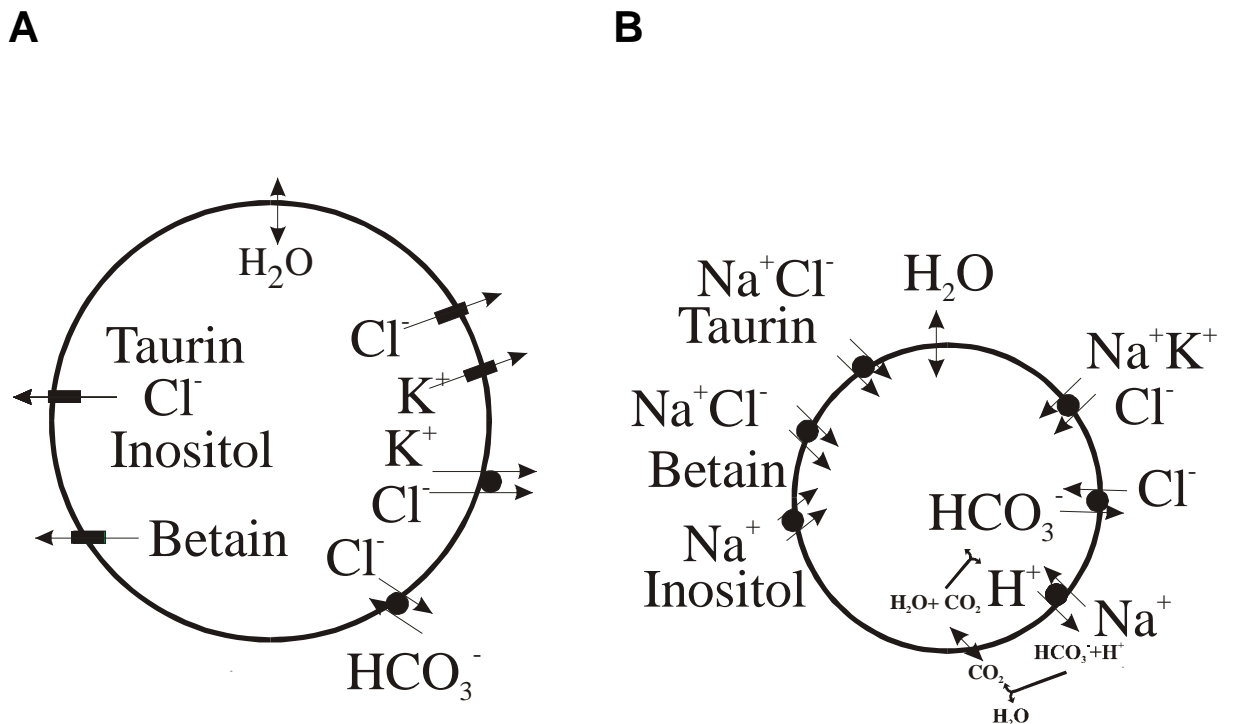 A
H₂O
Cl⁻
Taurin
Cl⁻
K⁺
Inositol
K⁺
Cl⁻
Betain
Cl⁻
HCO₃⁻
B
Na⁺Cl⁻
Taurin
H₂O
Na⁺K⁺
Cl⁻
Na⁺Cl⁻
Betain
Cl⁻
HCO₃⁻
Na⁺
Inositol
H₂O+ CO₂
H⁺
Na⁺
HCO₃⁻+H⁺
CO₂
H₂O